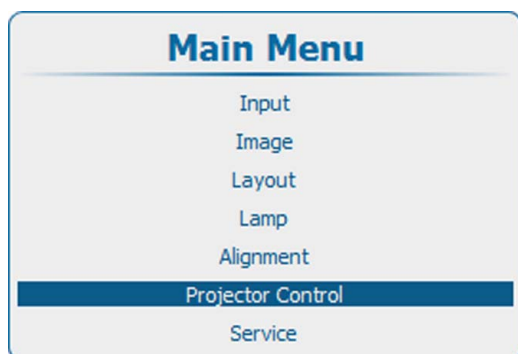 Main Menu
Input
Image
Layout
Lamp
Alignment
Projector Control
Service